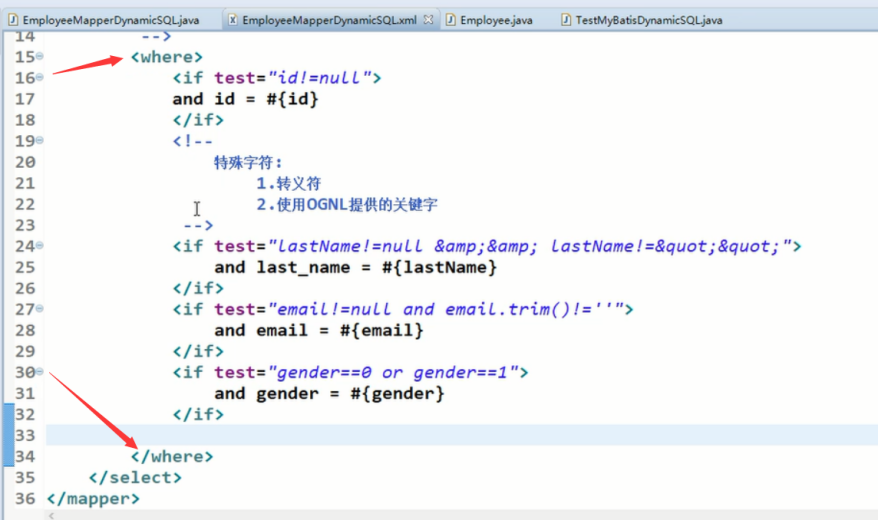 EmployeeMapperDynamicSQL.java EmployeeMapperDynamicSQL.xml Employee.java TestMyBatisDynamicSQL.java
14 -->
15 <where>
16 <if test="id!=null">
17 and id = #{id}
18 </if>
19 <!--
20 特殊字符:
21 1.转义符
22 2.使用OGNL提供的关键字
23 -->
24 <if test="lastName!=null &amp;&amp; lastName!=&quot;&quot;">
25 and last_name = #{lastName}
26 </if>
27 <if test="email!=null and email.trim()!=''">
28 and email = #{email}
29 </if>
30 <if test="gender==0 or gender==1">
31 and gender = #{gender}
32 </if>
33
34 </where>
35 </select>
36 </mapper>